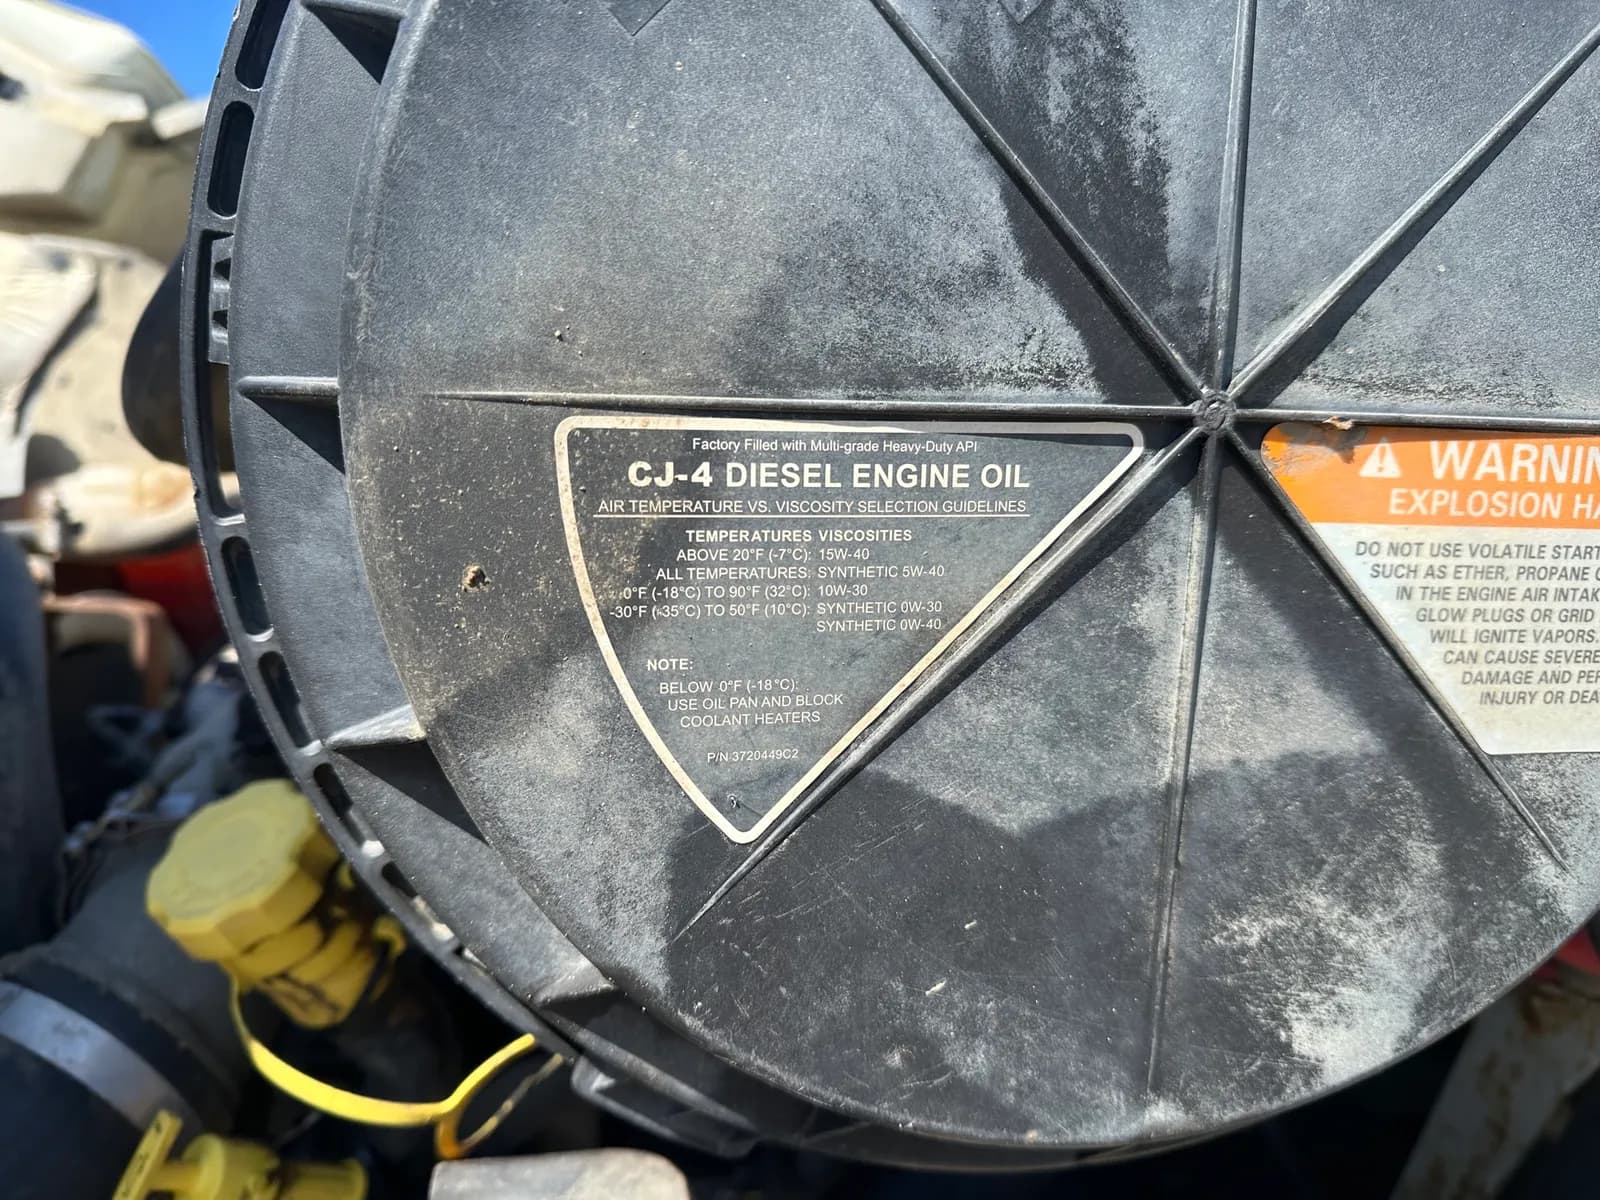 Factory Filled with Multi-grade Heavy-Duty API
CJ-4 DIESEL ENGINE OIL
AIR TEMPERATURE VS. VISCOSITY SELECTION GUIDELINES
TEMPERATURES VISCOSITIES
ABOVE 20°F (-7°C): 15W-40
ALL TEMPERATURES: SYNTHETIC 5W-40
0°F (-18°C) TO 90°F (32°C): 10W-30
-30°F (-35°C) TO 50°F (10°C): SYNTHETIC 0W-30
SYNTHETIC 0W-40
NOTE:
BELOW 0°F (-18°C):
USE OIL PAN AND BLOCK
COOLANT HEATERS
P/N 3720449C2
WARNIN
EXPLOSION HA
DO NOT USE VOLATILE START
SUCH AS ETHER, PROPANE
IN THE ENGINE AIR INTAK
GLOW PLUGS OR GRID
WILL IGNITE VAPORS.
CAN CAUSE SEVERE
DAMAGE AND PER
INJURY OR DEA